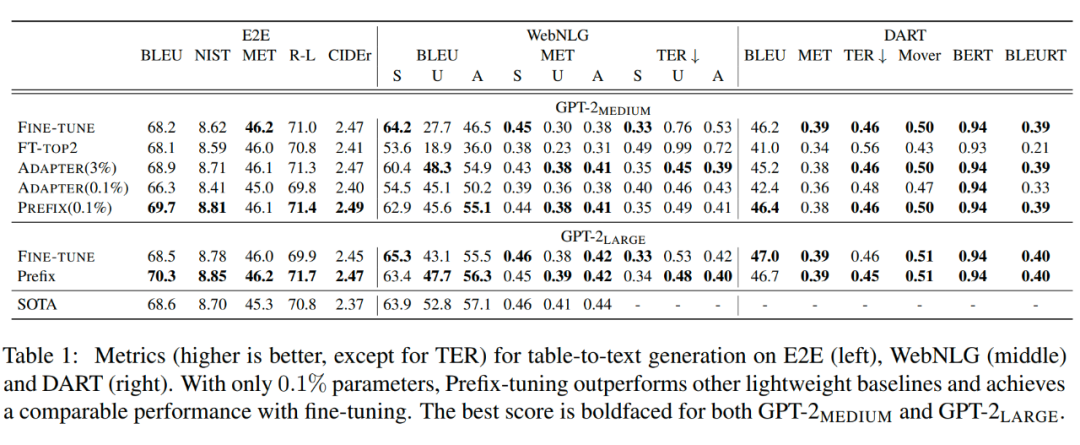 E2E WebNLG DART
BLEU NIST MET R-L CIDEr BLEU MET TER ↓ BLEU MET TER ↓ Mover BERT BLEURT
S U A S U A S U A
GPT-2MEDIUM
FINE-TUNE 68.2 8.62 46.2 71.0 2.47 64.2 27.7 46.5 0.45 0.30 0.38 0.33 0.76 0.53 46.2 0.39 0.46 0.50 0.94 0.39
FT-TOP2 68.1 8.59 46.0 70.8 2.41 53.6 18.9 36.0 0.38 0.23 0.31 0.49 0.99 0.72 41.0 0.34 0.56 0.43 0.93 0.21
ADAPTER(3%) 68.9 8.71 46.1 71.3 2.47 60.4 48.3 54.9 0.43 0.38 0.41 0.35 0.45 0.39 45.2 0.38 0.46 0.50 0.94 0.39
ADAPTER(0.1%) 66.3 8.41 45.0 69.8 2.40 54.5 45.1 50.2 0.39 0.36 0.38 0.40 0.46 0.43 42.4 0.36 0.48 0.47 0.94 0.33
PREFIX(0.1%) 69.7 8.81 46.1 71.4 2.49 62.9 45.6 55.1 0.44 0.38 0.41 0.35 0.49 0.41 46.4 0.38 0.46 0.50 0.94 0.39
GPT-2LARGE
FINE-TUNE 68.5 8.78 46.0 69.9 2.45 65.3 43.1 55.5 0.46 0.38 0.42 0.33 0.53 0.42 47.0 0.39 0.46 0.51 0.94 0.40
Prefix 70.3 8.85 46.2 71.7 2.47 63.4 47.7 56.3 0.45 0.39 0.42 0.34 0.48 0.40 46.7 0.39 0.45 0.51 0.94 0.40
SOTA 68.6 8.70 45.3 70.8 2.37 63.9 52.8 57.1 0.46 0.41 0.44 - - - - - - - - -
Table 1: Metrics (higher is better, except for TER) for table-to-text generation on E2E (left), WebNLG (middle)
and DART (right). With only 0.1% parameters, Prefix-tuning outperforms other lightweight baselines and achieves
a comparable performance with fine-tuning. The best score is boldfaced for both GPT-2MEDIUM and GPT-2LARGE.